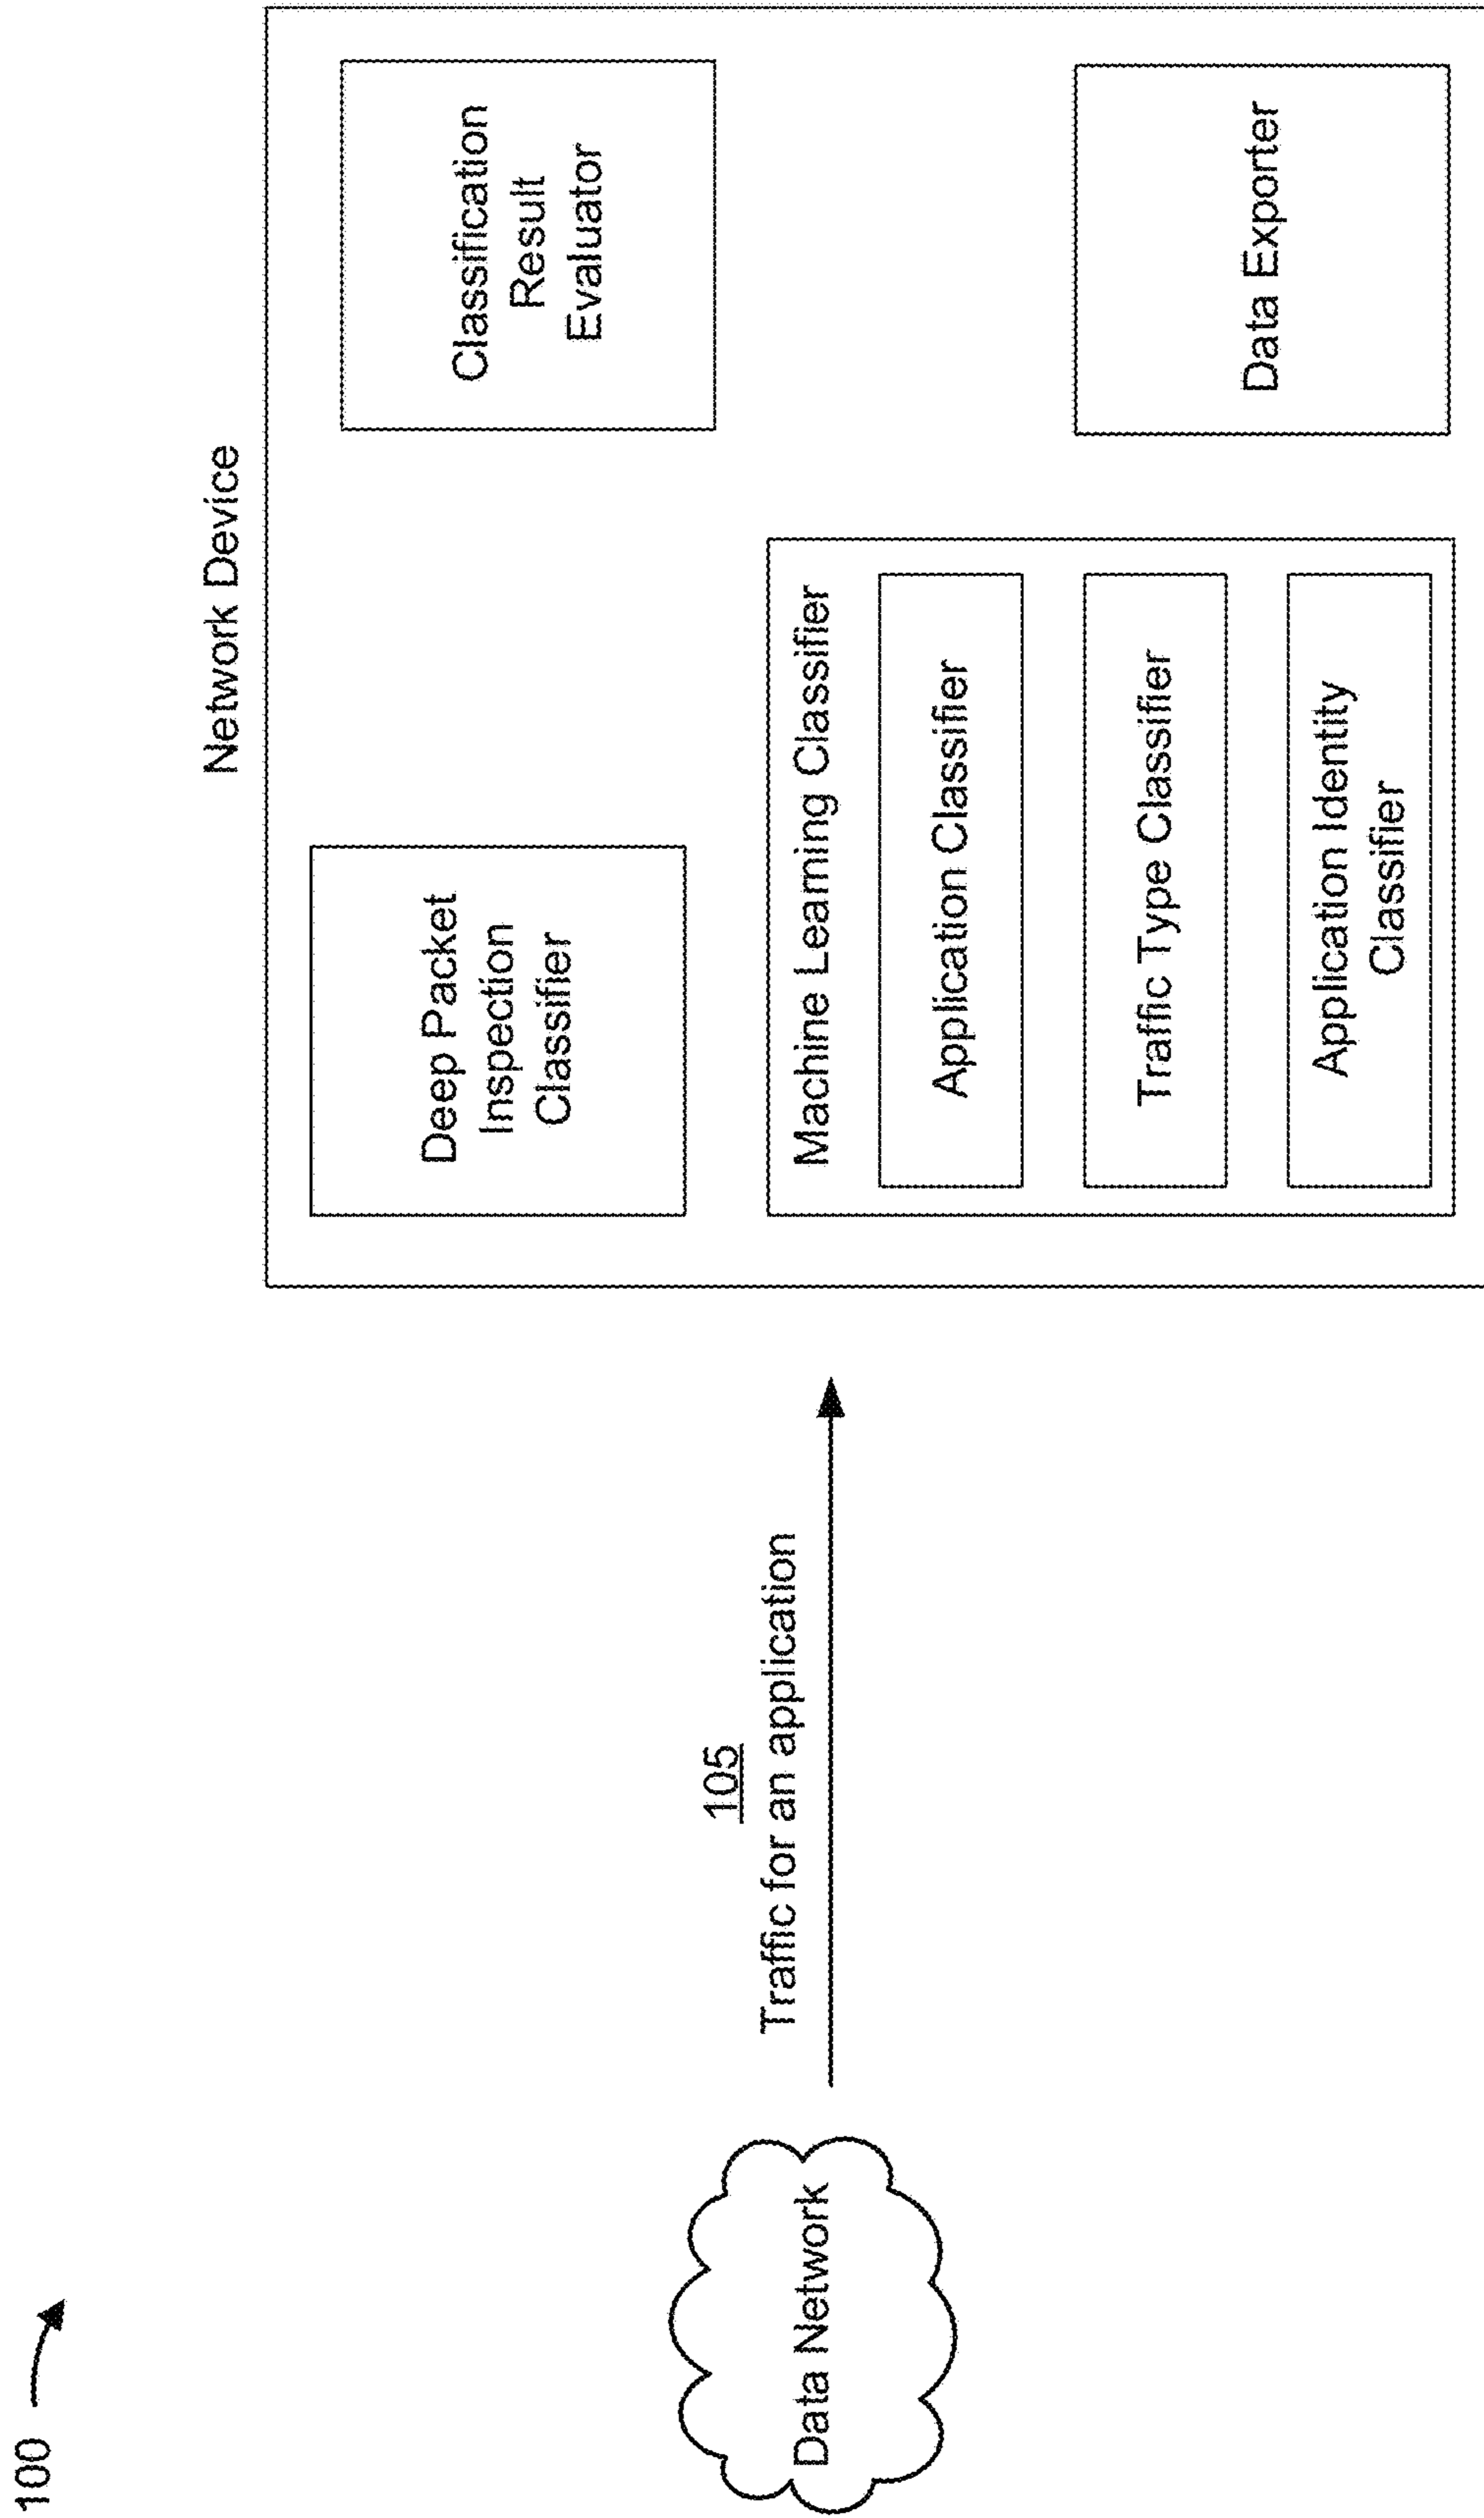 100
Data Network
105
Traffic for an application
Network Device
Deep Packet
Inspection
Classifier
Classification
Result
Evaluator
Machine Learning Classifier
Application Classifier
Traffic Type Classifier
Application Identity
Classifier
Data Exporter